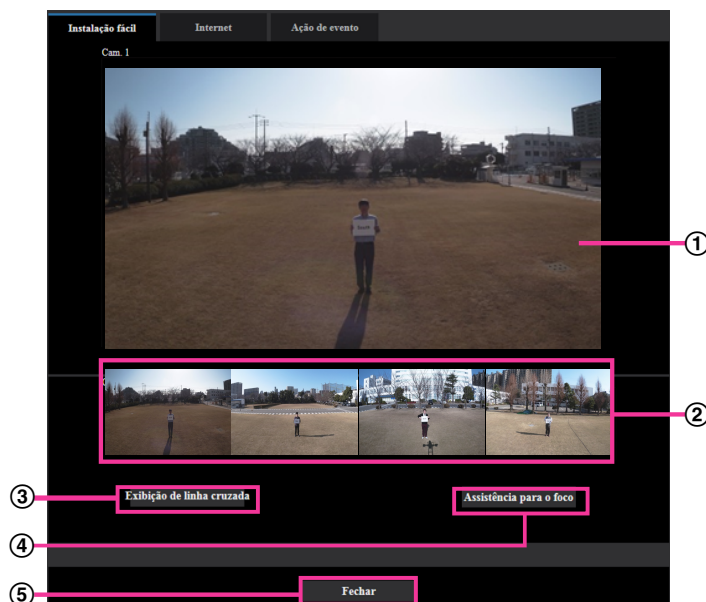 Instalação fácil
Internet
Ação de evento
Cam. 1
①
②
③
Exibição de linha cruzada
Assistência para o foco
④
⑤
Fechar